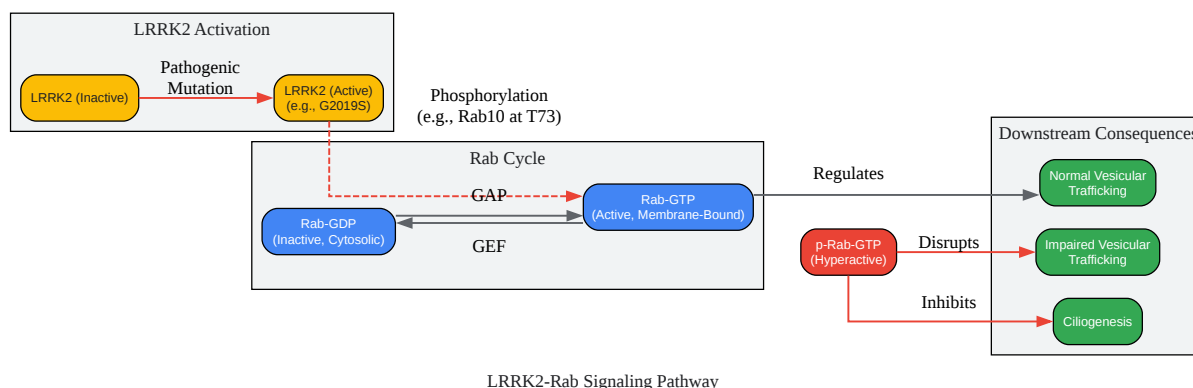 LRRK2 Activation
Pathogenic
Mutation
LRRK2 (Inactive)
LRRK2 (Active)
(e.g., G2019S)
Phosphorylation
(e.g., Rab10 at T73)
Rab Cycle
GAP
GEF
Rab-GDP
(Inactive, Cytosolic)
Rab-GTP
(Active, Membrane-Bound)
Regulates
p-Rab-GTP
(Hyperactive)
Disrupts
Inhibits
Downstream Consequences
Normal Vesicular
Trafficking
Impaired Vesicular
Trafficking
Ciliogenesis
LRRK2-Rab Signaling Pathway